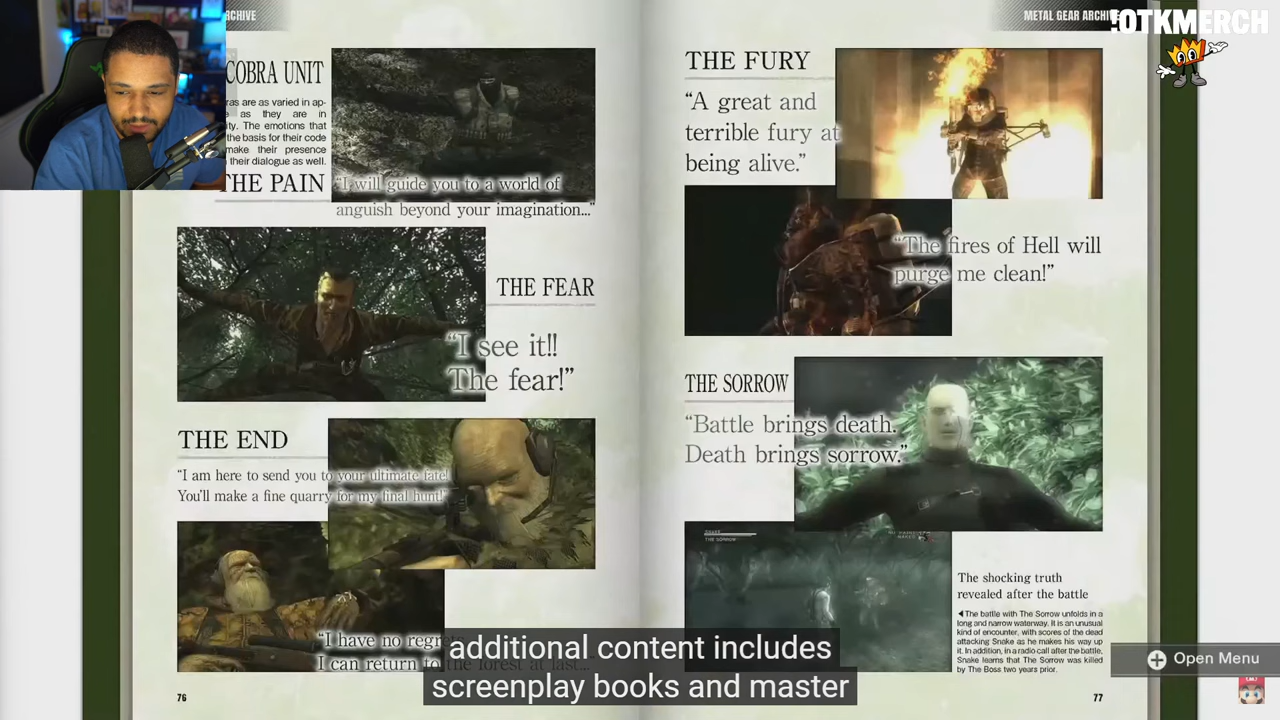 RCHIVE
COBRA UNIT
ras are as varied in ap-
e as they are in
ity. The emotions that
the basis for their code
make their presence
their dialogue as well.
THE PAIN
“I will guide you to a world of
anguish beyond your imagination...”
THE FEAR
“I see it!!
The fear!”
THE END
“I am here to send you to your ultimate fate!
You'll make a fine quarry for my final hunt!
“I have no regrets
I can return to the forest at last...”
76
METAL GEAR ARCHI
!OTKMERCH
THE FURY
“A great and
terrible fury at
being alive.”
“The fires of Hell will
purge me clean!”
THE SORROW
“Battle brings death.
Death brings sorrow.”
THE SORROW
The shocking truth
revealed after the battle
◀The battle with The Sorrow unfolds in a
long and narrow waterway. It is an unusual
kind of encounter, with scores of the dead
attacking Snake as he makes his way up
it. In addition, in a radio call after the battle,
Snake learns that The Sorrow was killed
by The Boss two years prior.
77
Open Menu
additional content includes
screenplay books and master